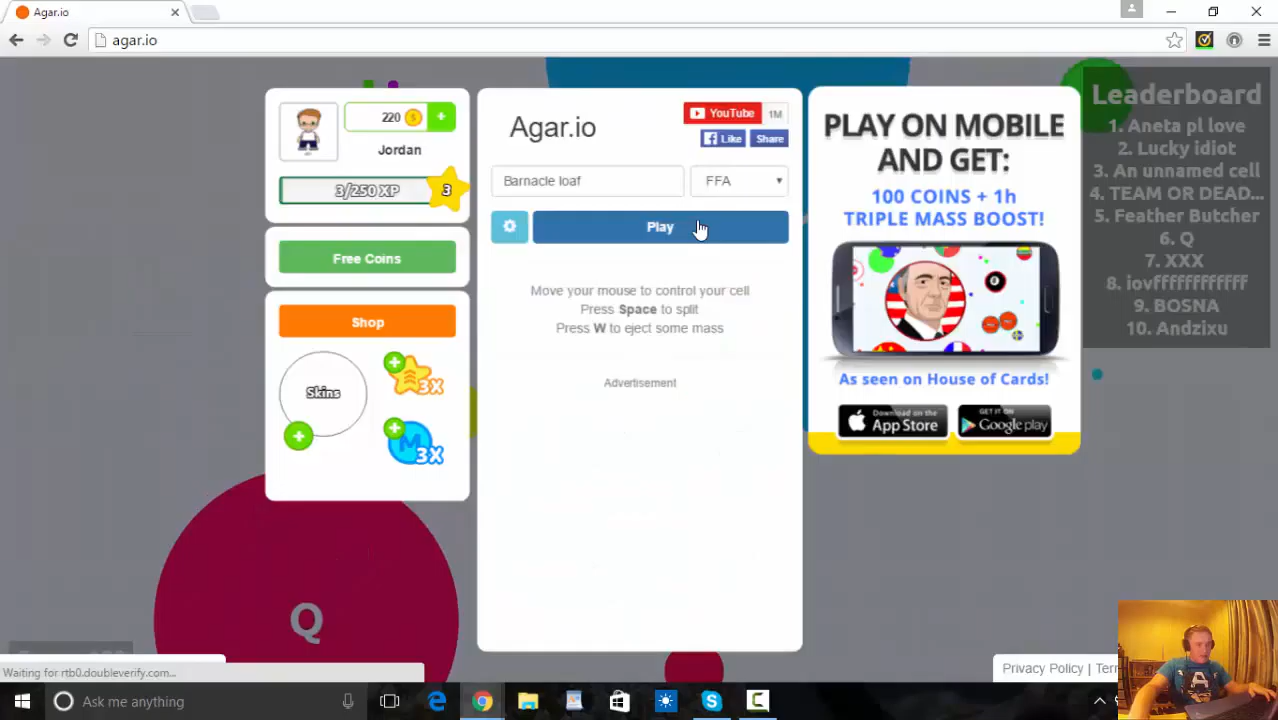 Agar.io
agar.io
220
Jordan
3/250 XP
3
Free Coins
Shop
Skins
3X
M
3X
Agar.io
YouTube 1M
Like Share
Barnacle loaf
FFA
Play
Move your mouse to control your cell
Press Space to split
Press W to eject some mass
Advertisement
PLAY ON MOBILE
AND GET:
100 COINS + 1h
TRIPLE MASS BOOST!
As seen on House of Cards!
Download on the
App Store
GET IT ON
Google play
Leaderboard
1. Aneta pl love
2. Lucky idiot
3. An unnamed cell
4. TEAM OR DEAD...
5. Feather Butcher
6. Q
7. XXX
8. iovffffffffffff
9. BOSNA
10. Andzixu
Q
Waiting for rtb0.doubleverify.com...
Privacy Policy | Terr
Ask me anything